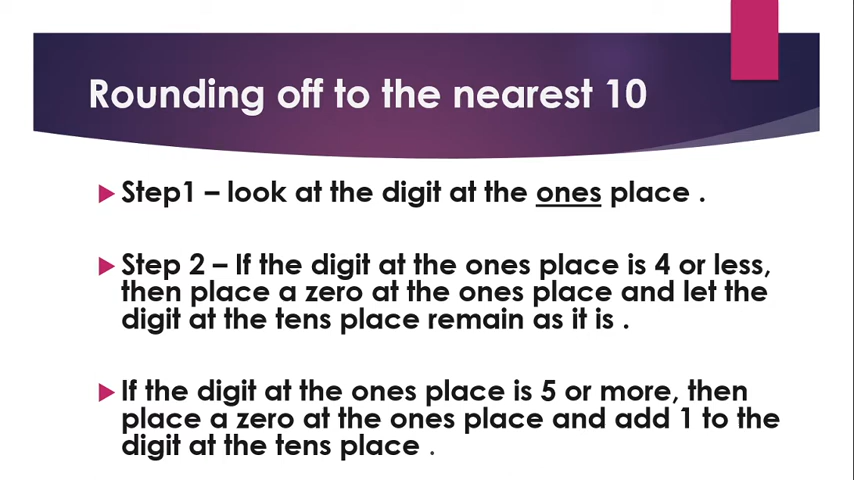 Rounding off to the nearest 10
Step1 – look at the digit at the ones place .
Step 2 – If the digit at the ones place is 4 or less,
then place a zero at the ones place and let the
digit at the tens place remain as it is .
If the digit at the ones place is 5 or more, then
place a zero at the ones place and add 1 to the
digit at the tens place .